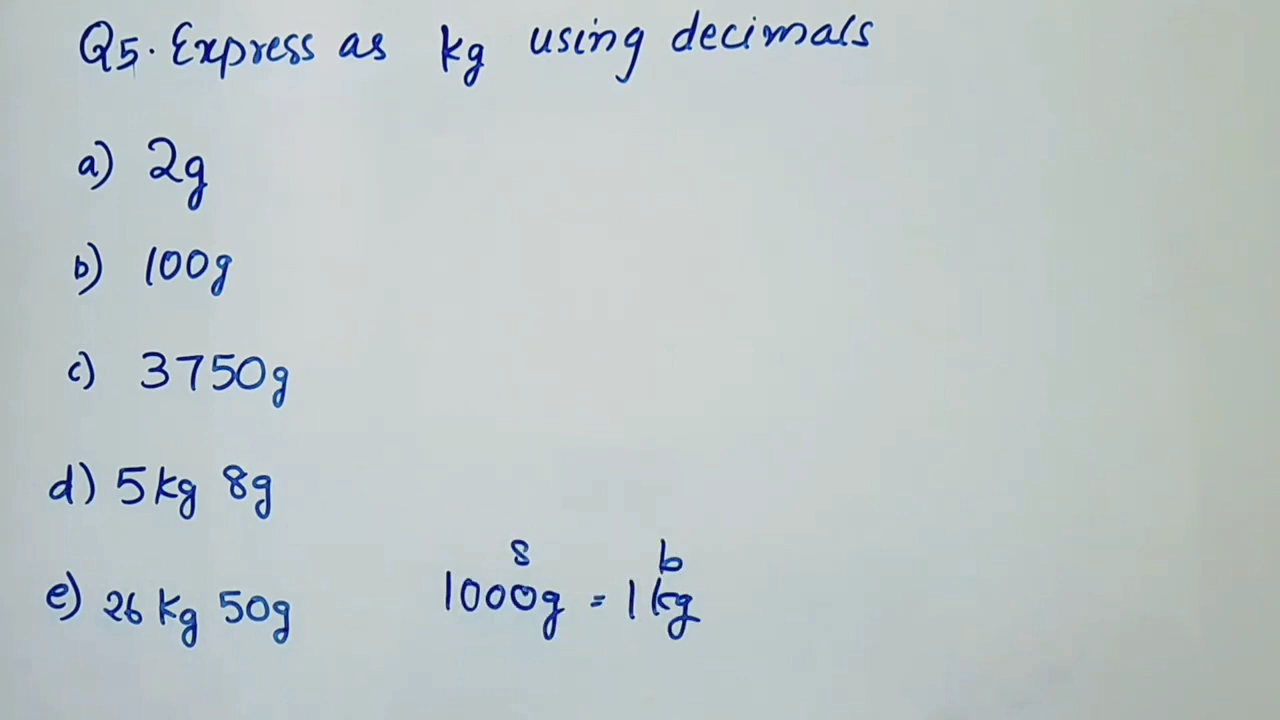 Q5. Express as kg using decimals
a) 2g
b) 100g
c) 3750g
d) 5kg 8g
e) 26 kg 50g
s b
1000g = 1kg